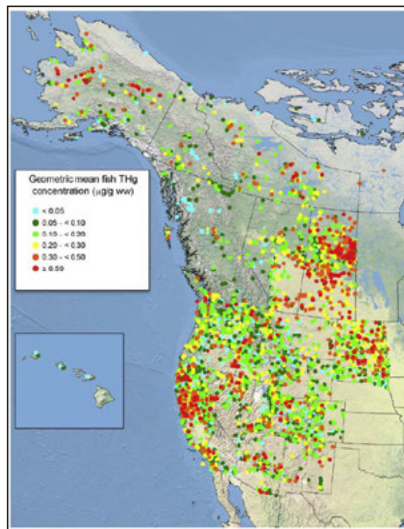 Geometric mean fish THg
concentration (μg/g ww)
< 0.05
0.05 - < 0.10
0.10 - < 0.20
0.20 - < 0.30
0.30 - < 0.50
≥ 0.50